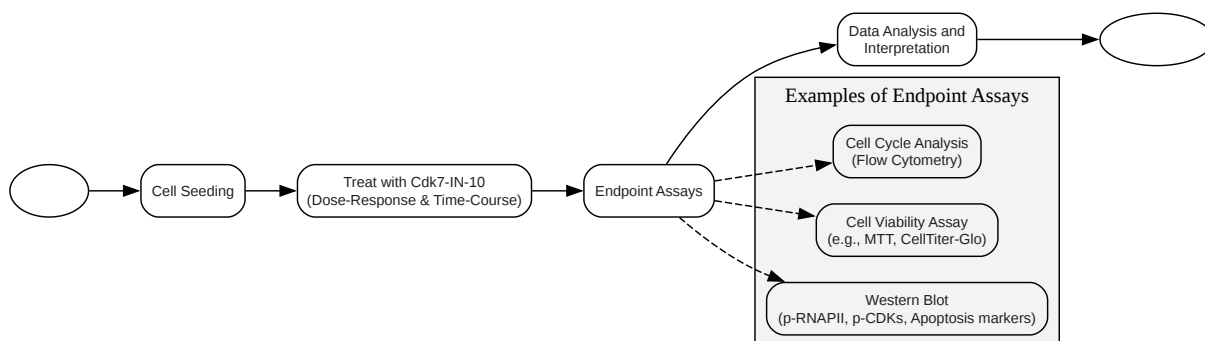 Cell Seeding
Treat with Cdk7-IN-10
(Dose-Response & Time-Course)
Endpoint Assays
Data Analysis and
Interpretation
Examples of Endpoint Assays
Cell Cycle Analysis
(Flow Cytometry)
Cell Viability Assay
(e.g., MTT, CellTiter-Glo)
Western Blot
(p-RNAPII, p-CDKs, Apoptosis markers)